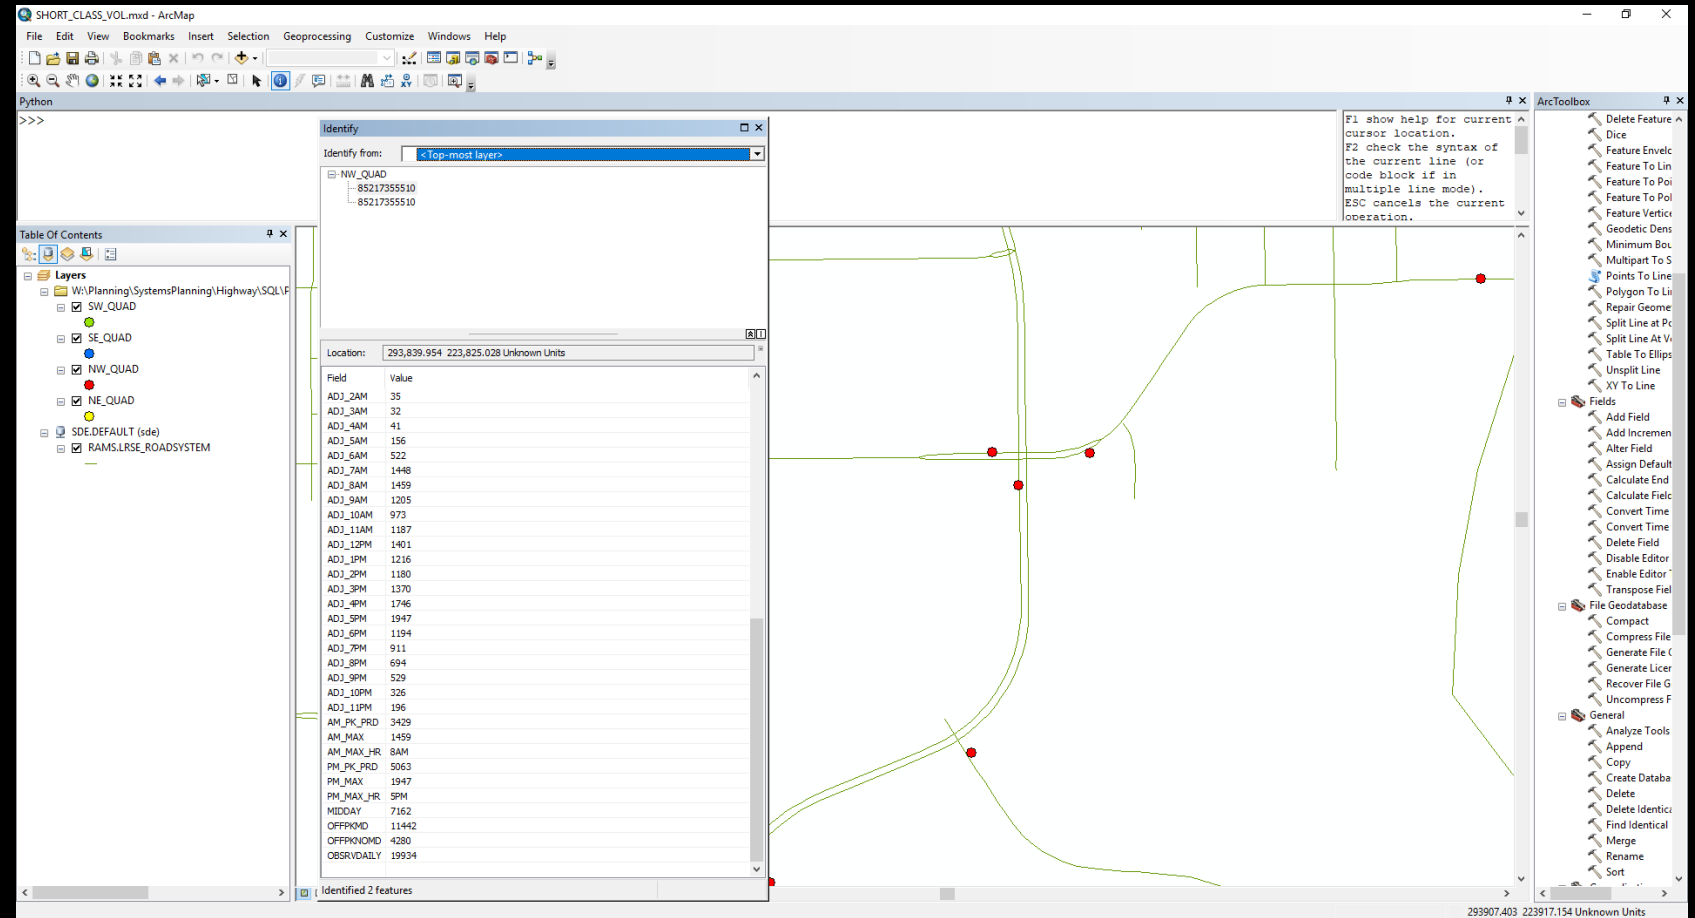 SHORT_CLASS_VOL.mxd - ArcMap
File Edit View Bookmarks Insert Selection Geoprocessing Customize Windows Help
Python
>>>
F1 show help for current
cursor location.
F2 check the syntax of
the current line (or
code block if in
multiple line mode).
ESC cancels the current
operation.
Identify
Identify from: <Top-most layer>
NW_QUAD
85217355510
85217355510
Location: 293,839.954 223,825.028 Unknown Units
Field Value
ADJ_2AM 35
ADJ_3AM 32
ADJ_4AM 41
ADJ_5AM 156
ADJ_6AM 522
ADJ_7AM 1448
ADJ_8AM 1459
ADJ_9AM 1205
ADJ_10AM 973
ADJ_11AM 1187
ADJ_12PM 1401
ADJ_1PM 1216
ADJ_2PM 1180
ADJ_3PM 1370
ADJ_4PM 1746
ADJ_5PM 1947
ADJ_6PM 1194
ADJ_7PM 911
ADJ_8PM 694
ADJ_9PM 529
ADJ_10PM 326
ADJ_11PM 196
AM_PK_PRD 3429
AM_MAX 1459
AM_MAX_HR 8AM
PM_PK_PRD 5063
PM_MAX 1947
PM_MAX_HR 5PM
MIDDAY 7162
OFFPKMD 11442
OFFPKNOMD 4280
OBSRVDAILY 19934
Identified 2 features
Table Of Contents
Layers
W:\Planning\SystemsPlanning\Highway\SQL\F
SW_QUAD
SE_QUAD
NW_QUAD
NE_QUAD
SDE.DEFAULT (sde)
RAMS.LRSE_ROADSYSTEM
ArcToolbox
Delete Feature
Dice
Feature Envelc
Feature To Lin
Feature To Poi
Feature To Pol
Feature Vertice
Geodetic Dens
Minimum Bou
Multipart To S
Points To Line
Polygon To Li
Repair Geome
Split Line at Po
Split Line At V
Table To Ellips
Unsplit Line
XY To Line
Fields
Add Field
Add Incremen
Alter Field
Assign Default
Calculate End
Calculate Fielc
Convert Time
Convert Time
Delete Field
Disable Editor
Enable Editor
Transpose Fiel
File Geodatabase
Compact
Compress File
Generate File
Generate Licer
Recover File G
Uncompress F
General
Analyze Tools
Append
Copy
Create Databa
Delete
Delete Identica
Find Identical
Merge
Rename
Sort
293907.403 223917.154 Unknown Units